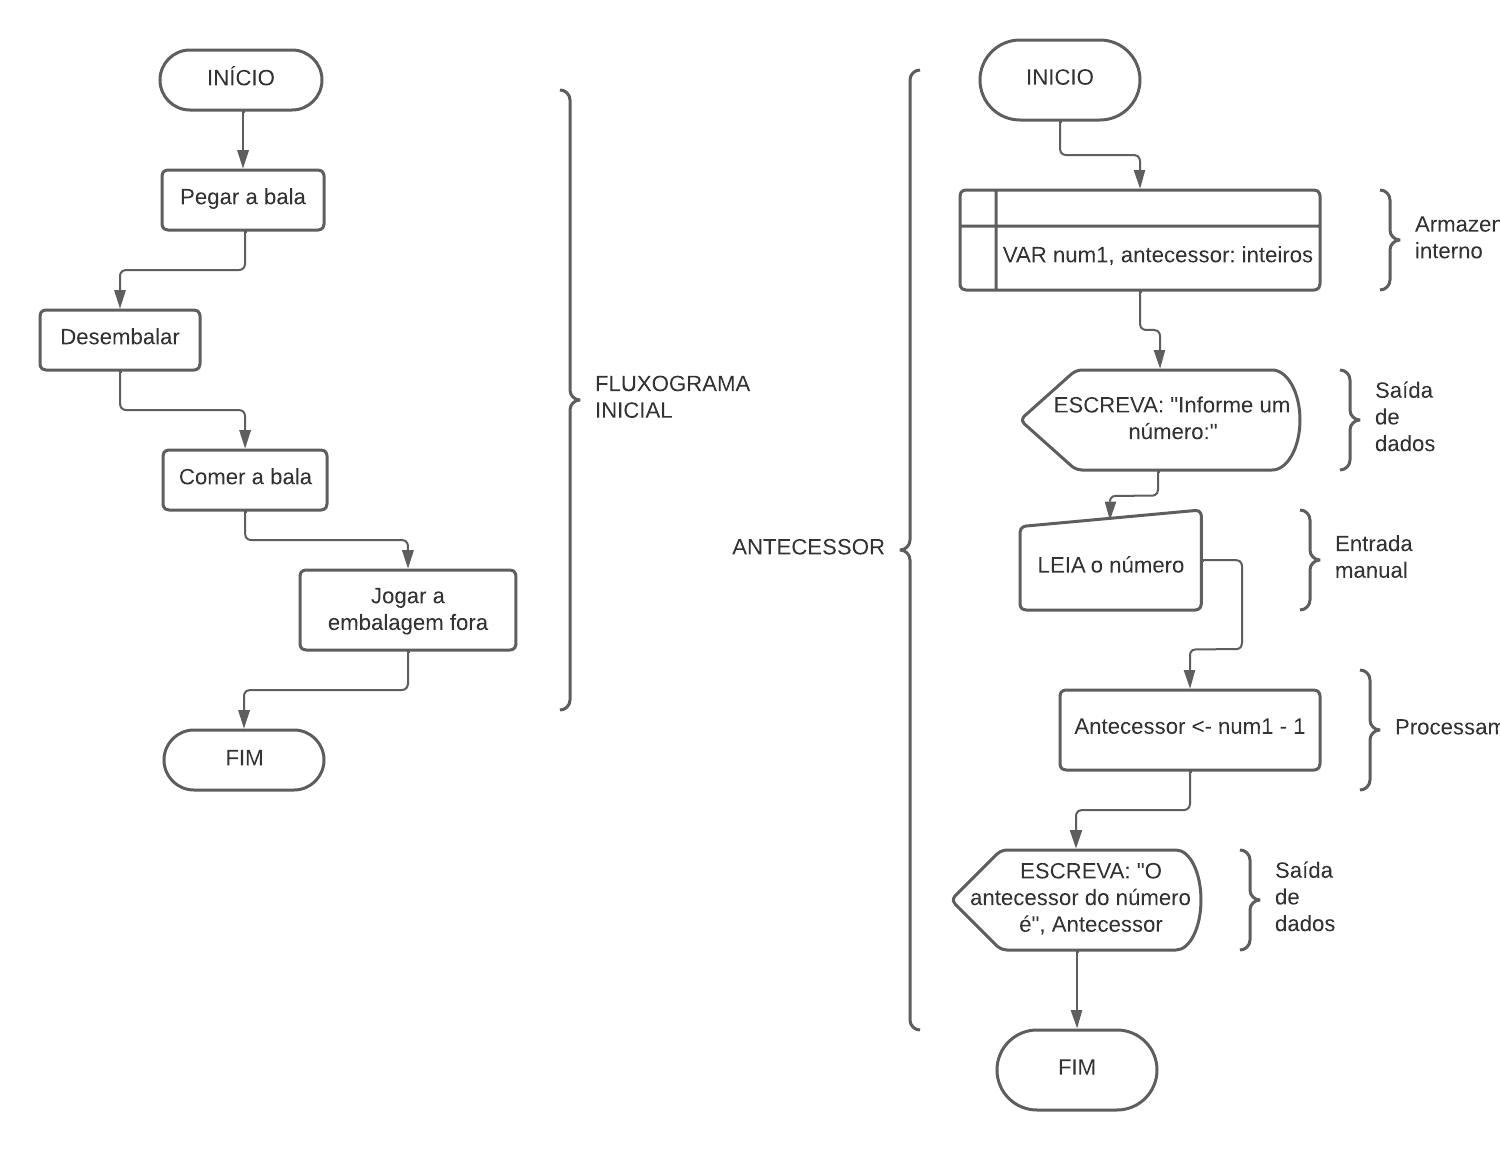 INÍCIO
Pegar a bala
Desembalar
Comer a bala
Jogar a
embalagem fora
FIM
FLUXOGRAMA
INICIAL
ANTECESSOR
INICIO
VAR num1, antecessor: inteiros
Armazen
interno
ESCREVA: "Informe um
número:"
Saída
de
dados
LEIA o número
Entrada
manual
Antecessor <- num1 - 1
Processam
ESCREVA: "O
antecessor do número
é", Antecessor
Saída
de
dados
FIM